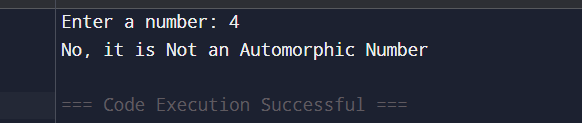 Enter a number: 4
No, it is Not an Automorphic Number
=== Code Execution Successful ===